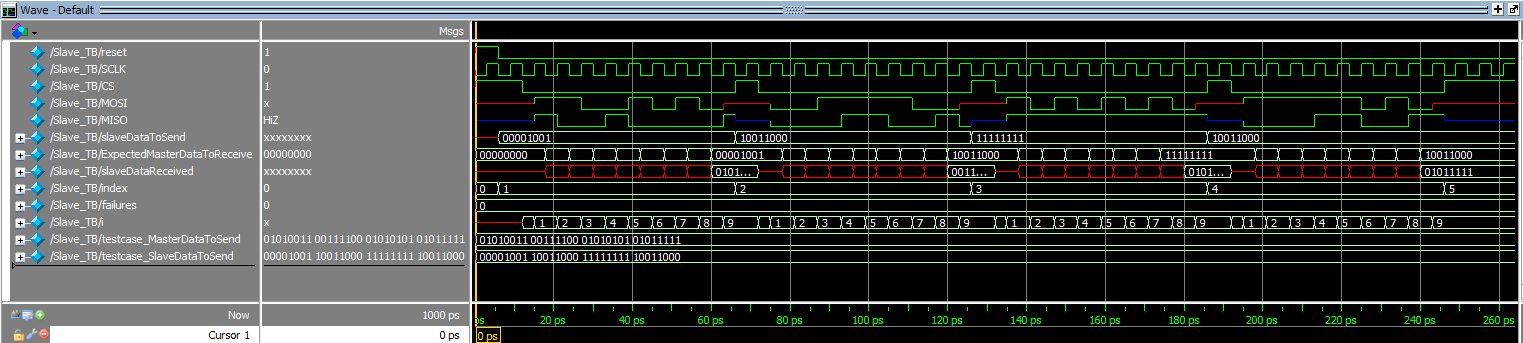 Wave - Default
Msgs
/Slave_TB/reset 1
/Slave_TB/SCLK 0
/Slave_TB/CS 1
/Slave_TB/MOSI x
/Slave_TB/MISO HiZ
/Slave_TB/slaveDataToSend xxxxxxxx 00001001 10011000 11111111 10011000
/Slave_TB/ExpectedMasterDataToReceive 00000000 00000000 00001001 10011000 11111111 10011000
/Slave_TB/slaveDataReceived xxxxxxxx 0101... 0011... 0101... 01011111
/Slave_TB/index 0 0 1 2 3 4 5
/Slave_TB/failures 0 0
/Slave_TB/i x 1 2 3 4 5 6 7 8 9 1 2 3 4 5 6 7 8 9 1 2 3 4 5 6 7 8 9 1 2 3 4 5 6 7 8 9
/Slave_TB/testcase_MasterDataToSend 01010011 00111100 01010101 01011111 01010011 00111100 01010101 01011111
/Slave_TB/testcase_SlaveDataToSend 00001001 10011000 11111111 10011000 00001001 10011000 11111111 10011000
Now 1000 ps ps 20 ps 40 ps 60 ps 80 ps 100 ps 120 ps 140 ps 160 ps 180 ps 200 ps 220 ps 240 ps 260 ps
Cursor 1 0 ps 0 ps